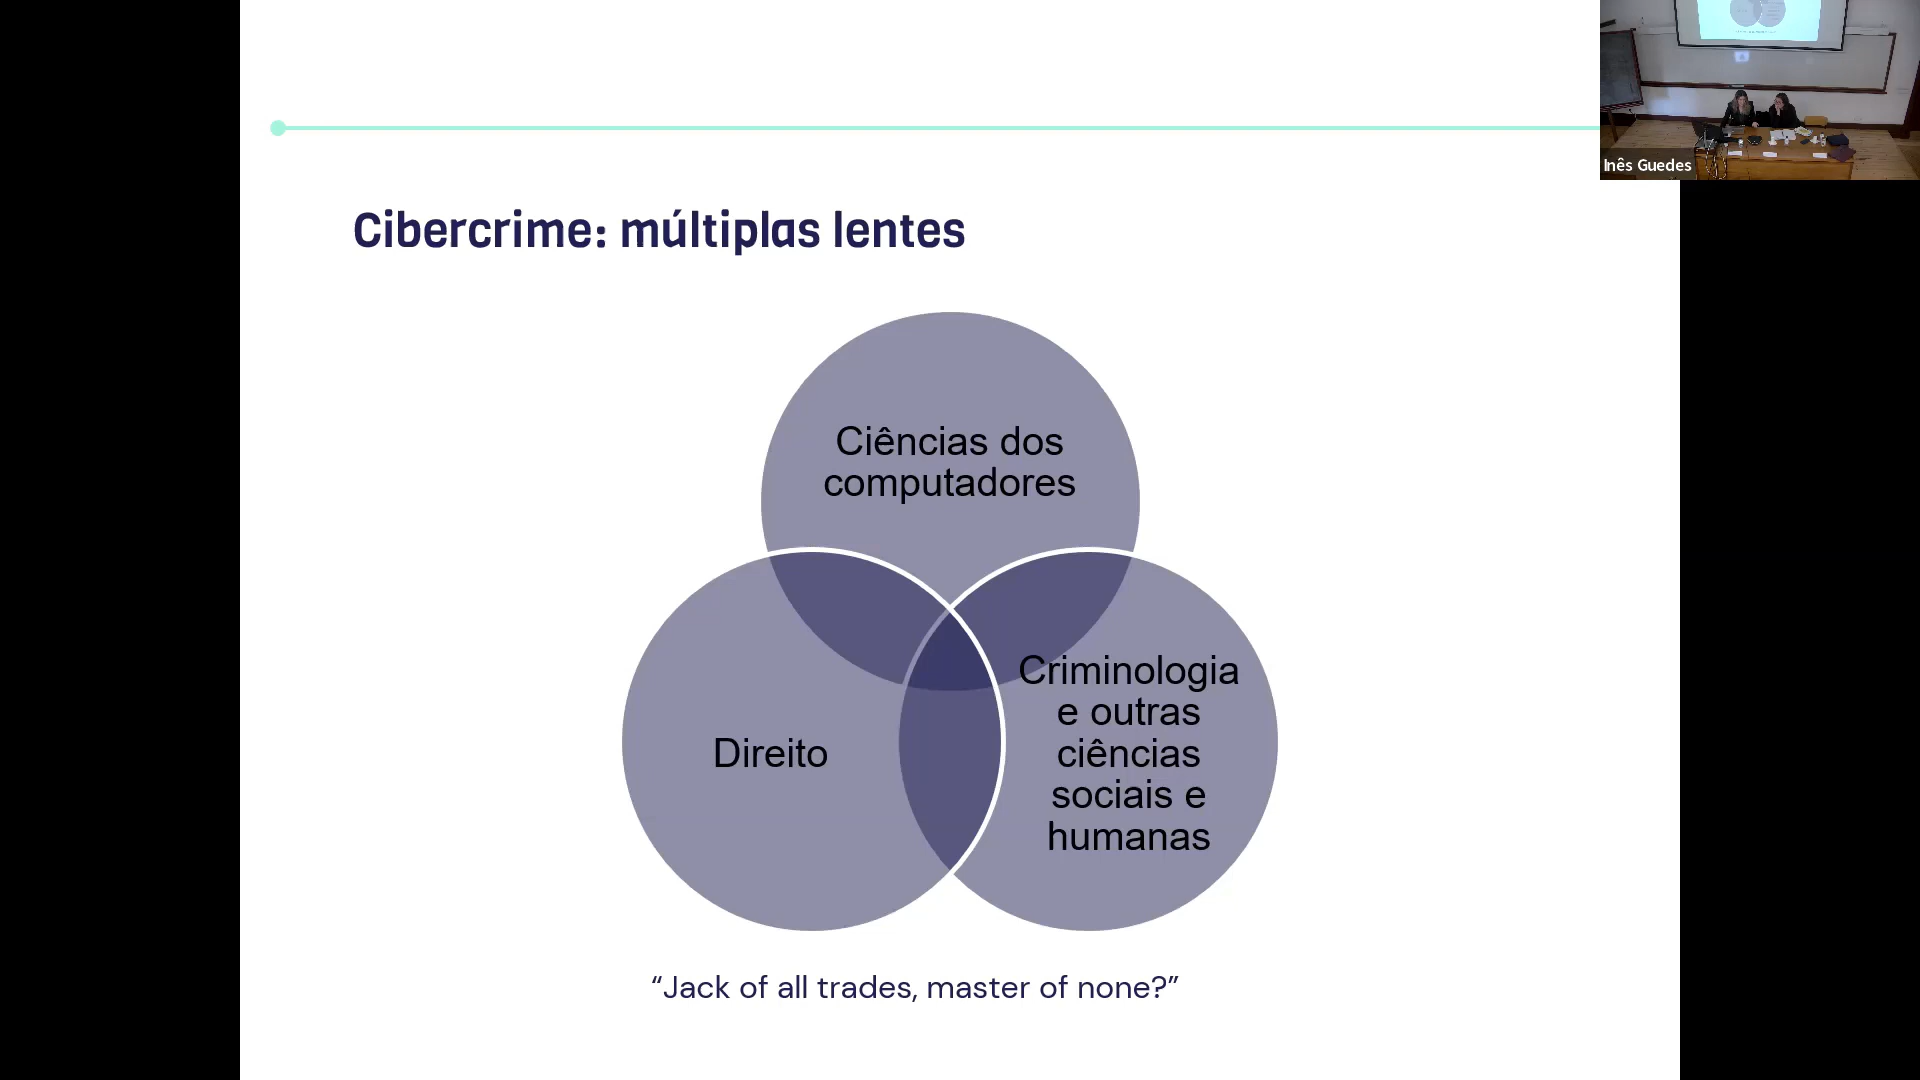 Inês Guedes
Cibercrime: múltiplas lentes
Ciências dos
computadores
Direito
Criminologia
e outras
ciências
sociais e
humanas
“Jack of all trades, master of none?”